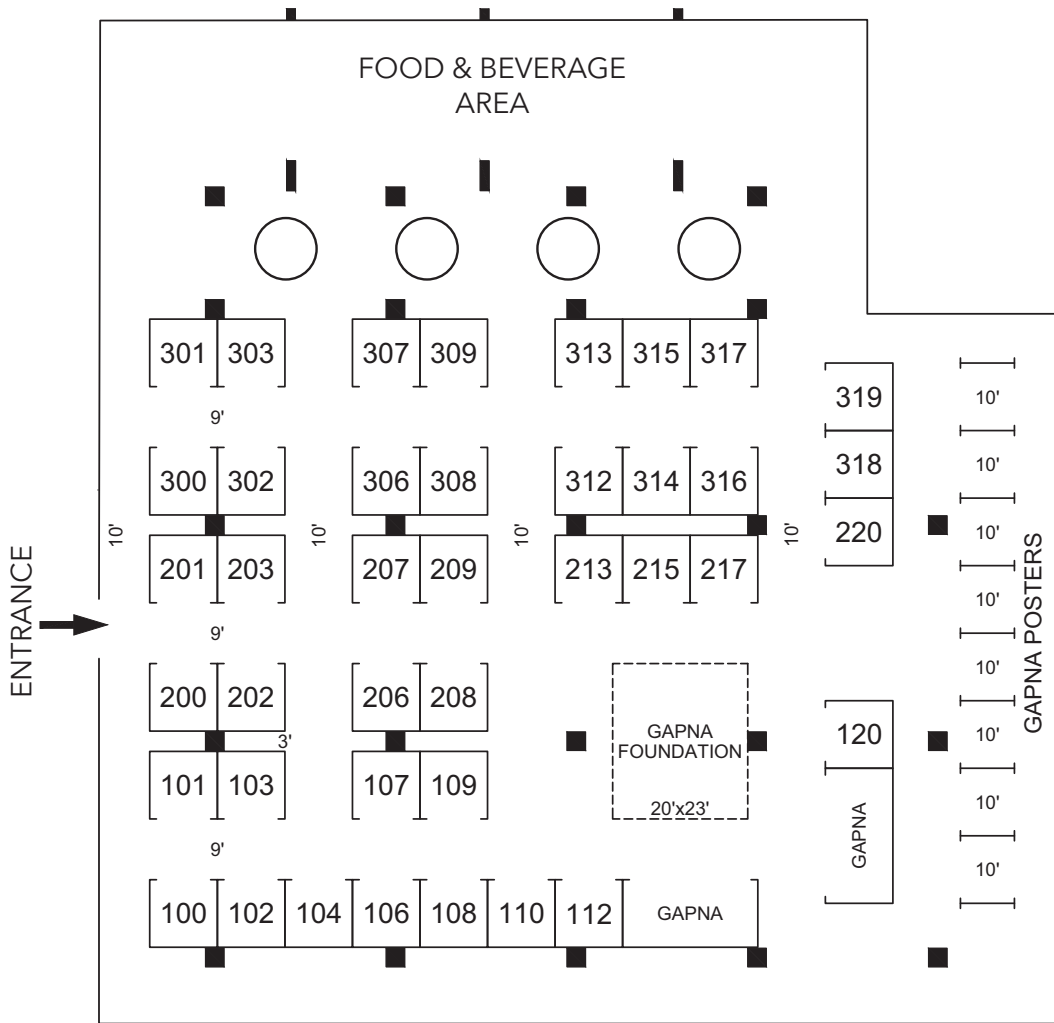 FOOD & BEVERAGE
AREA
301 303 307 309 313 315 317
319
10'
9'
318
10'
300 302 306 308 312 314 316
10' 10' 10' 10'
220
10'
201 203 207 209 213 215 217
ENTRANCE
10'
9'
10'
GAPNA POSTERS
200 202 206 208
120
10'
3'
GAPNA
FOUNDATION
101 103 107 109
20'x23'
10'
GAPNA
9'
10'
100 102 104 106 108 110 112 GAPNA